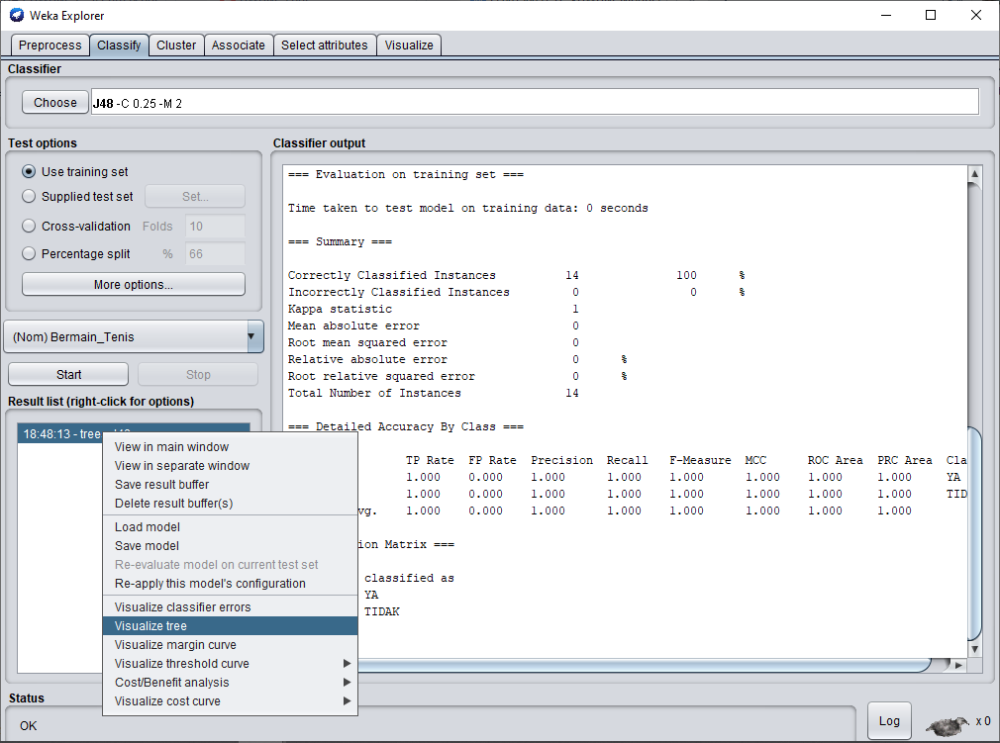 Weka Explorer
Preprocess Classify Cluster Associate Select attributes Visualize
Classifier
Choose J48 -C 0.25 -M 2
Test options
Use training set
Supplied test set Set...
Cross-validation Folds 10
Percentage split % 66
More options...
(Nom) Bermain_Tenis
Start Stop
Result list (right-click for options)
18:48:13 - tree
View in main window
View in separate window
Save result buffer
Delete result buffer(s)
Load model
Save model
Re-evaluate model on current test set
Re-apply this model's configuration
Visualize classifier errors
Visualize tree
Visualize margin curve
Visualize threshold curve
Cost/Benefit analysis
Visualize cost curve
Classifier output
=== Evaluation on training set ===
Time taken to test model on training data: 0 seconds
=== Summary ===
Correctly Classified Instances 14 100 %
Incorrectly Classified Instances 0 0 %
Kappa statistic 1
Mean absolute error 0
Root mean squared error 0
Relative absolute error 0 %
Root relative squared error 0 %
Total Number of Instances 14
=== Detailed Accuracy By Class ===
TP Rate FP Rate Precision Recall F-Measure MCC ROC Area PRC Area Cla
1.000 0.000 1.000 1.000 1.000 1.000 1.000 1.000 YA
1.000 0.000 1.000 1.000 1.000 1.000 1.000 1.000 TID
vg. 1.000 0.000 1.000 1.000 1.000 1.000 1.000 1.000
ion Matrix ===
classified as
YA
TIDAK
Status
OK
Log x 0